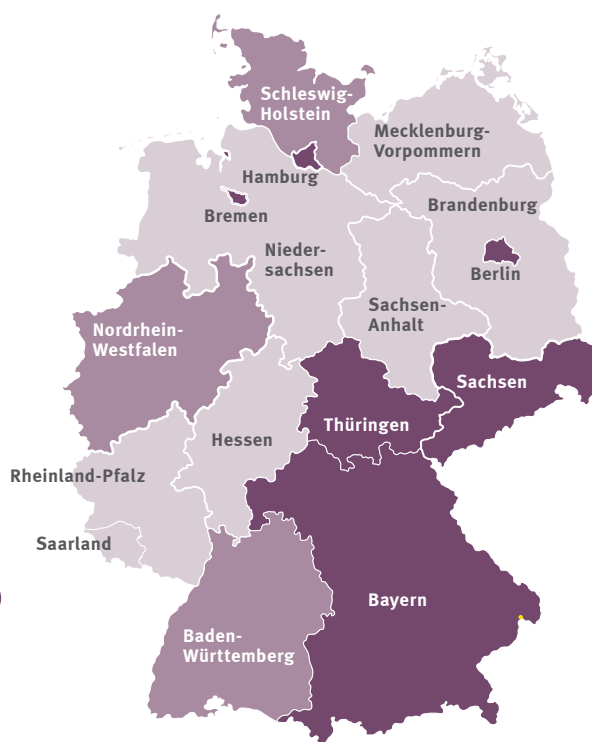 Schleswig-
Holstein
Mecklenburg-
Vorpommern
Hamburg
Brandenburg
Bremen
Nieder-
sachsen
Berlin
Sachsen-
Anhalt
Nordrhein-
Westfalen
Sachsen
Thüringen
Hessen
Rheinland-Pfalz
Saarland
Bayern
Baden-
Württemberg